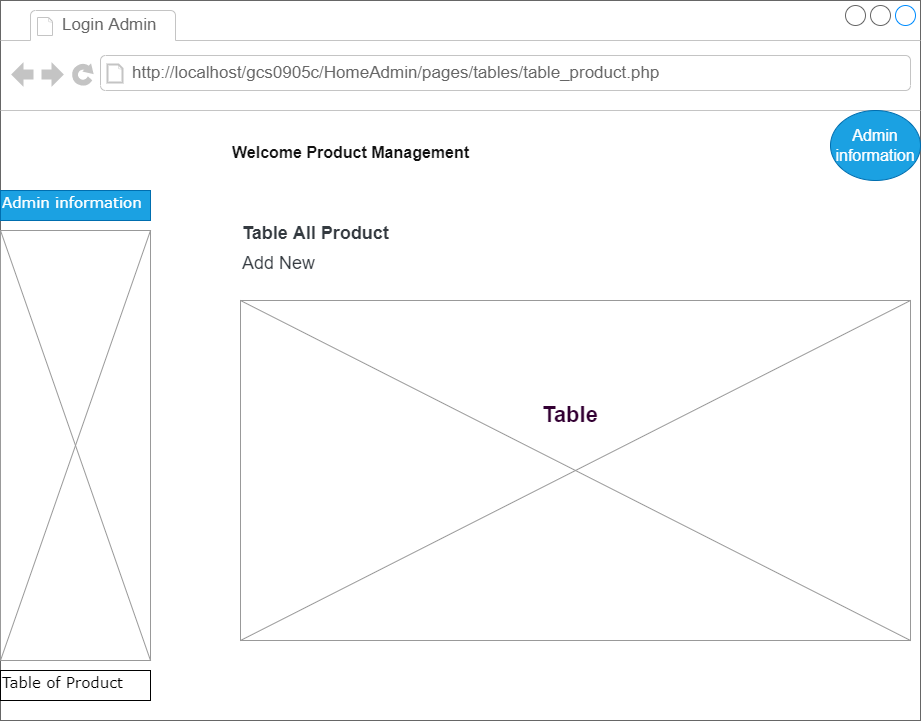 Login Admin
http://localhost/gcs0905c/HomeAdmin/pages/tables/table_product.php
Admin
information
Welcome Product Management
Admin information
Table All Product
Add New
Table
Table of Product